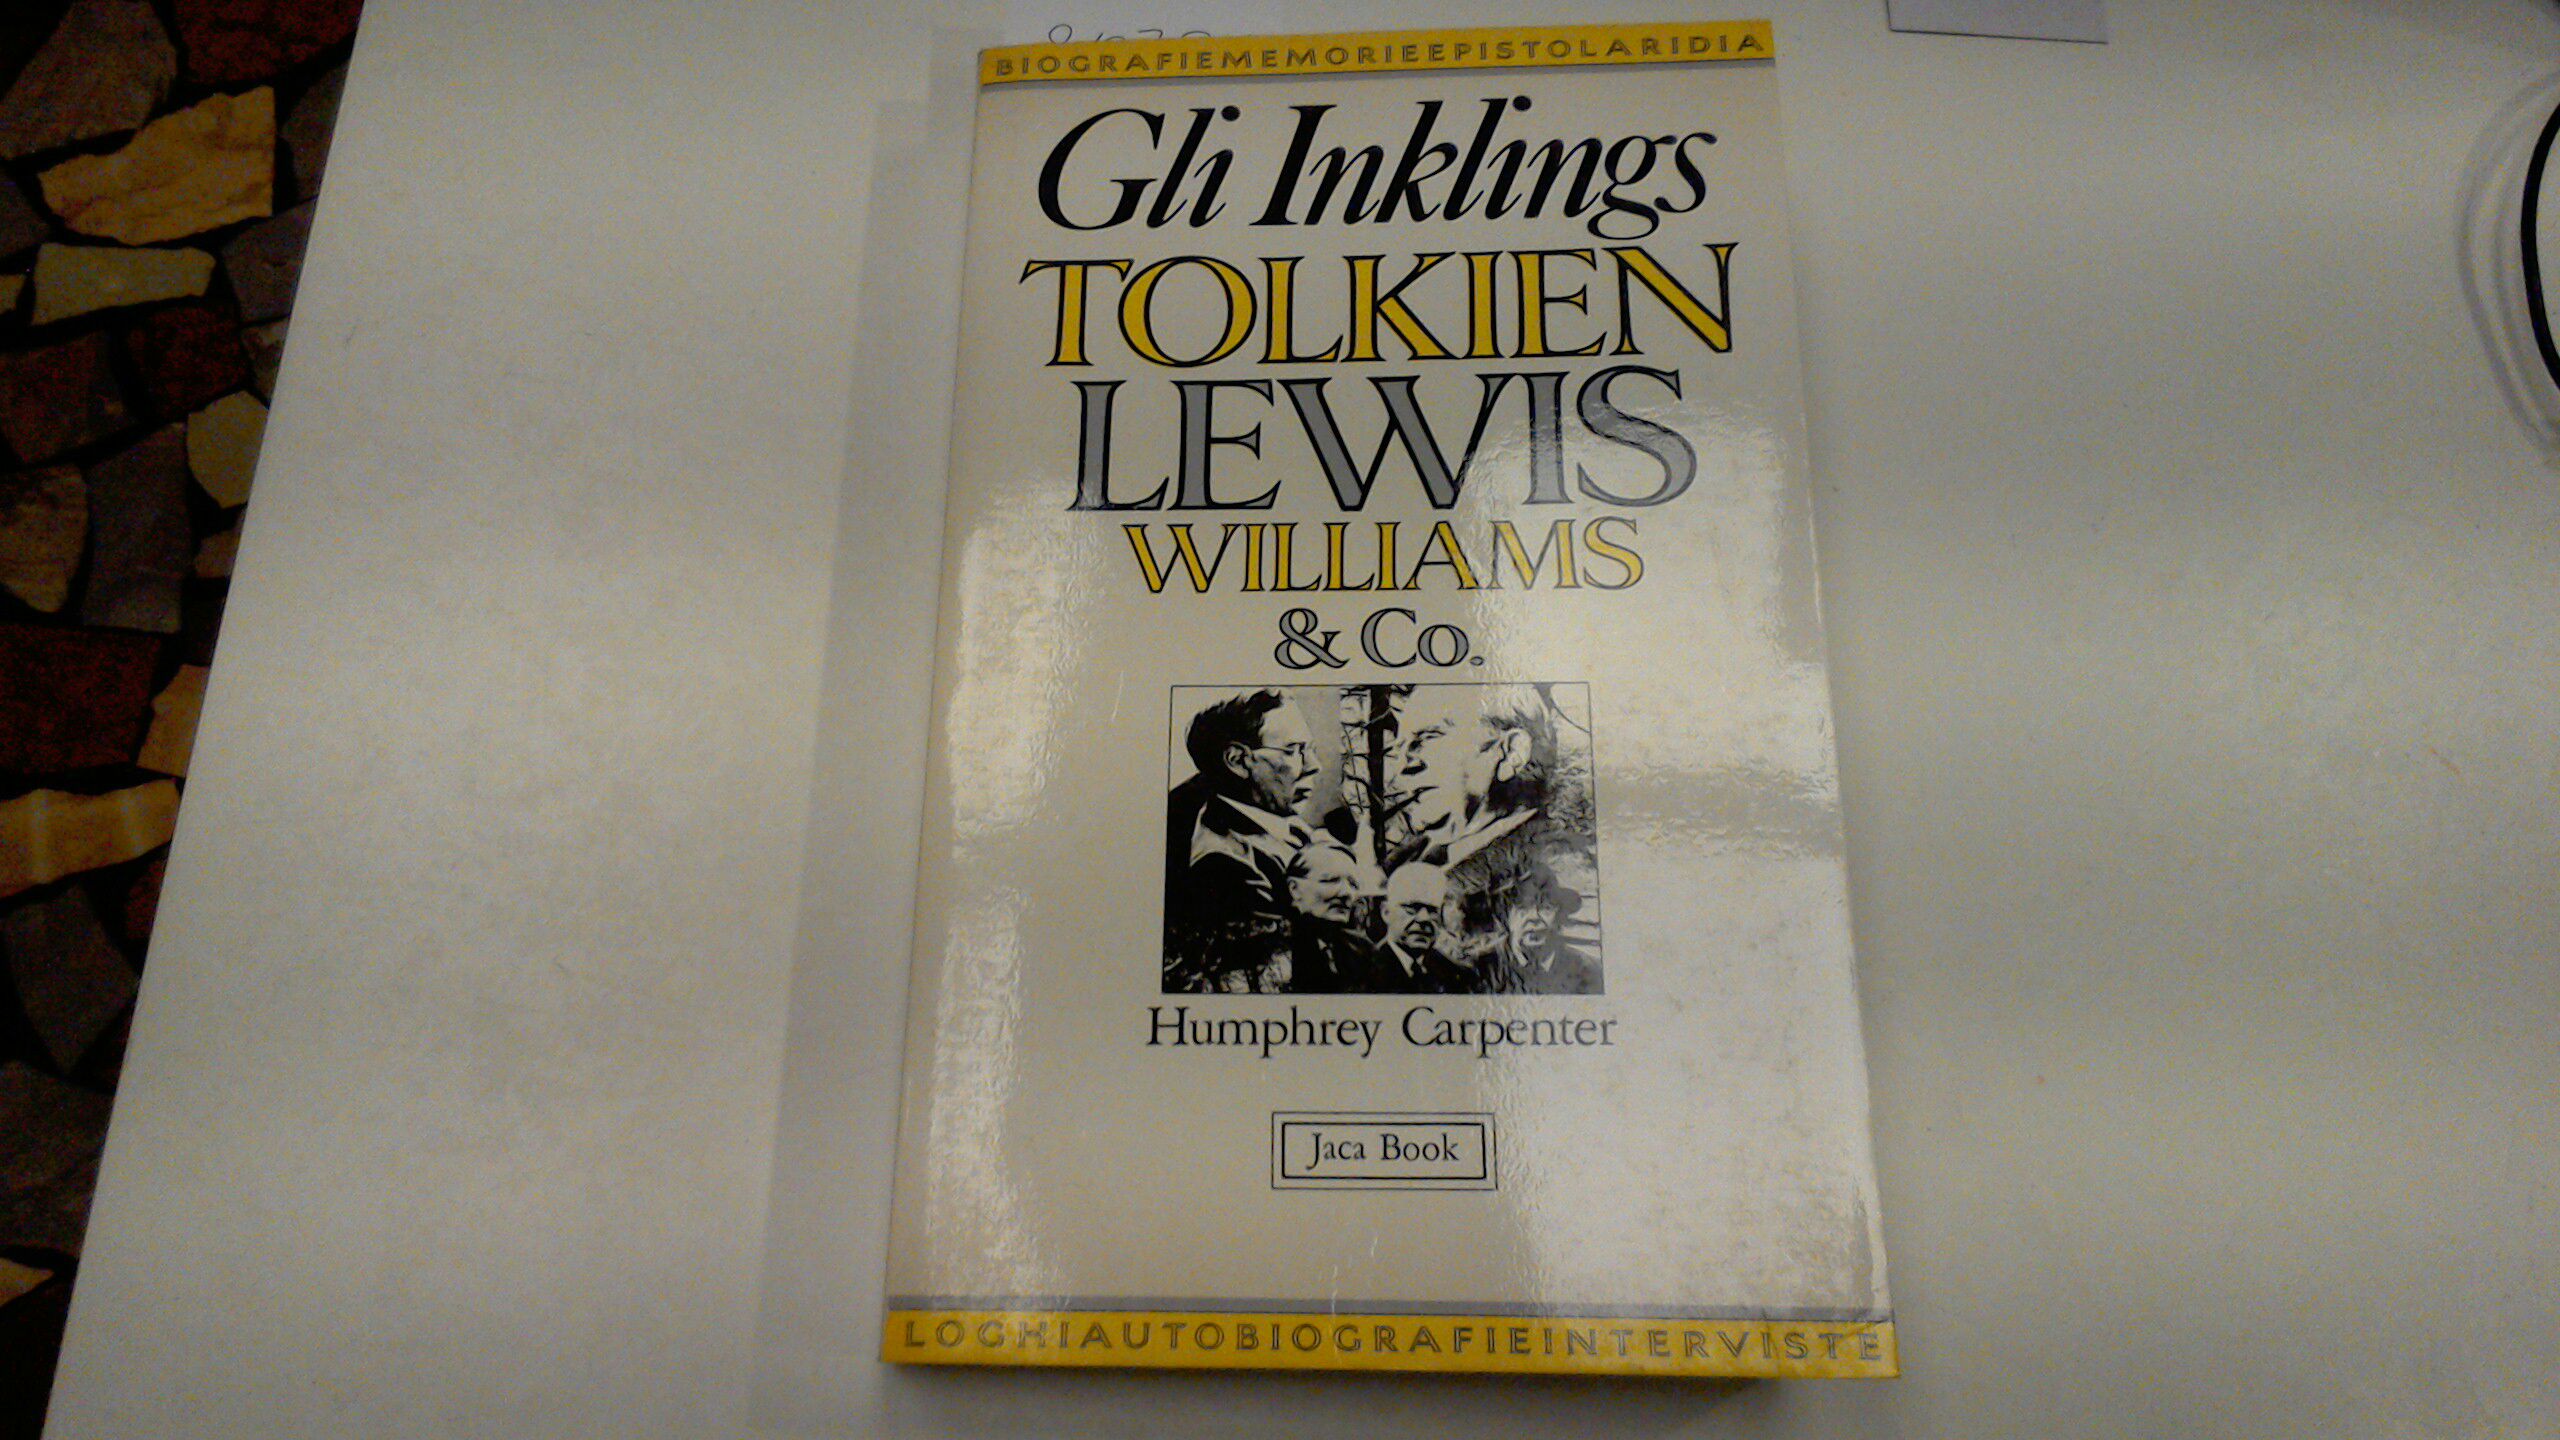 BIOGRAFIEMEMORIEEPISTOLARIDIA
Gli Inklings
TOLKIEN
LEWIS
WILLIAMS
& Co.
Humphrey Carpenter
Jaca Book
LOGHIAUTOBIOGRAFIEINTERVISTE